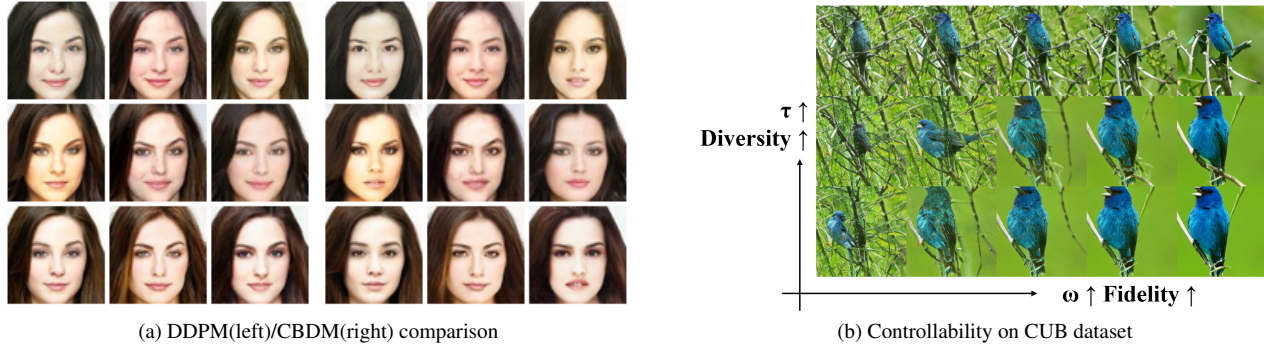 τ ↑
Diversity ↑
ω ↑ Fidelity ↑
(a) DDPM(left)/CBDM(right) comparison
(b) Controllability on CUB dataset